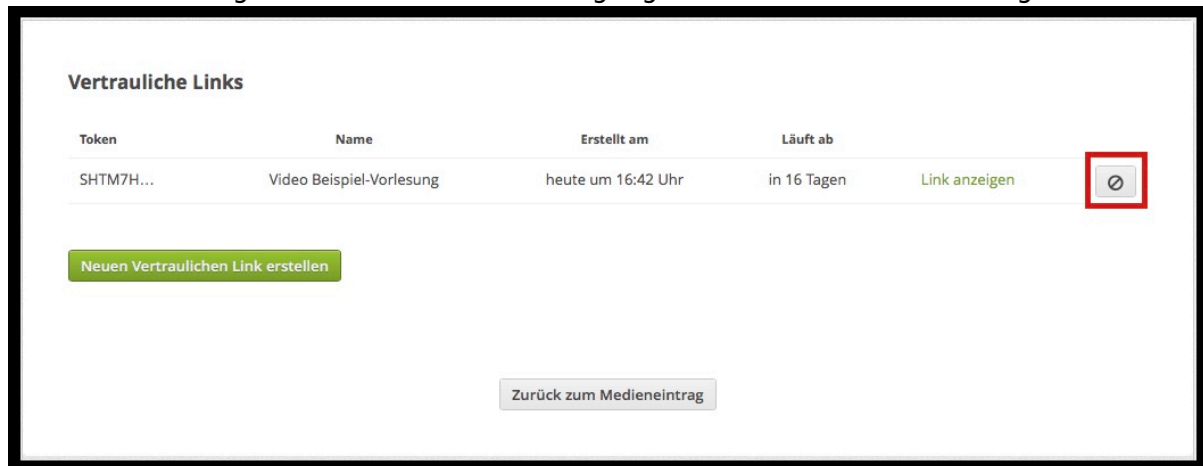 Vertrauliche Links
Token Name Erstellt am Läuft ab
SHTM7H... Video Beispiel-Vorlesung heute um 16:42 Uhr in 16 Tagen Link anzeigen
Neuen Vertraulichen Link erstellen
Zurück zum Medieneintrag